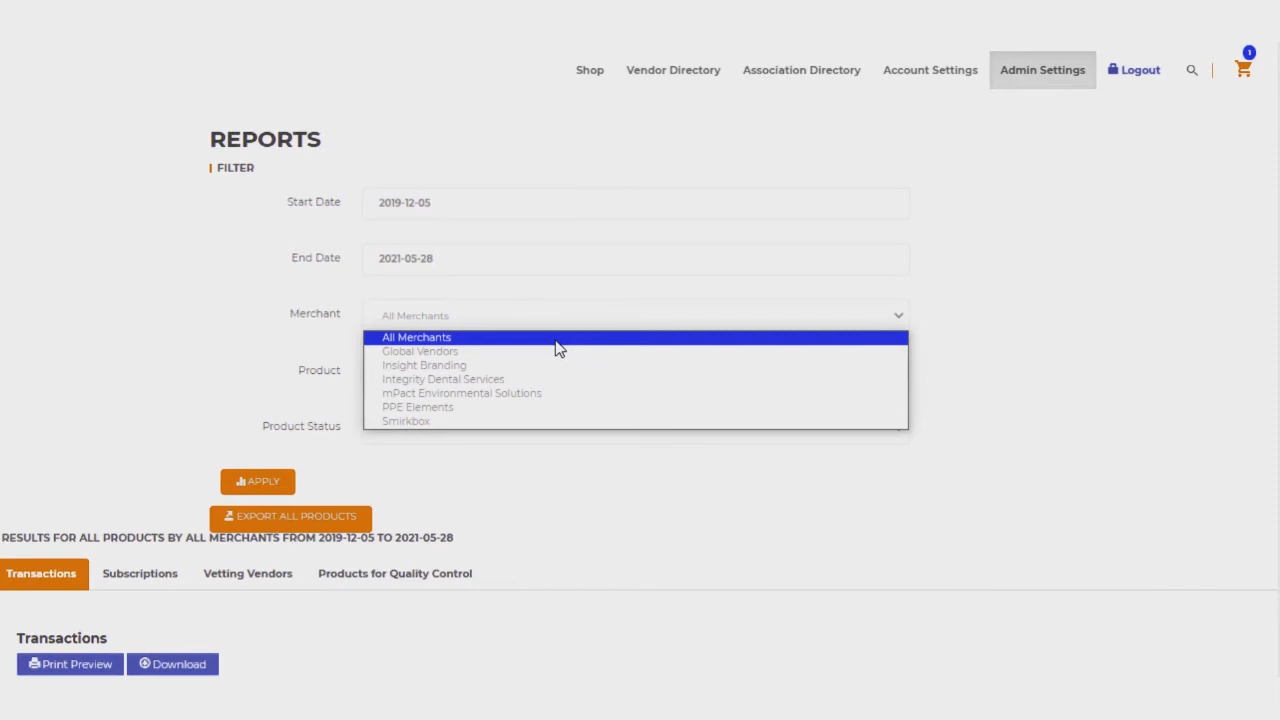 Shop Vendor Directory Association Directory Account Settings Admin Settings Logout 1
REPORTS
FILTER
Start Date 2019-12-05
End Date 2021-05-28
Merchant All Merchants
All Merchants
Global Vendors
Insight Branding
Product
Integrity Dental Services
mPact Environmental Solutions
PPE Elements
Smirkbox
Product Status
APPLY
EXPORT ALL PRODUCTS
RESULTS FOR ALL PRODUCTS BY ALL MERCHANTS FROM 2019-12-05 TO 2021-05-28
Transactions Subscriptions Vetting Vendors Products for Quality Control
Transactions
Print Preview Download